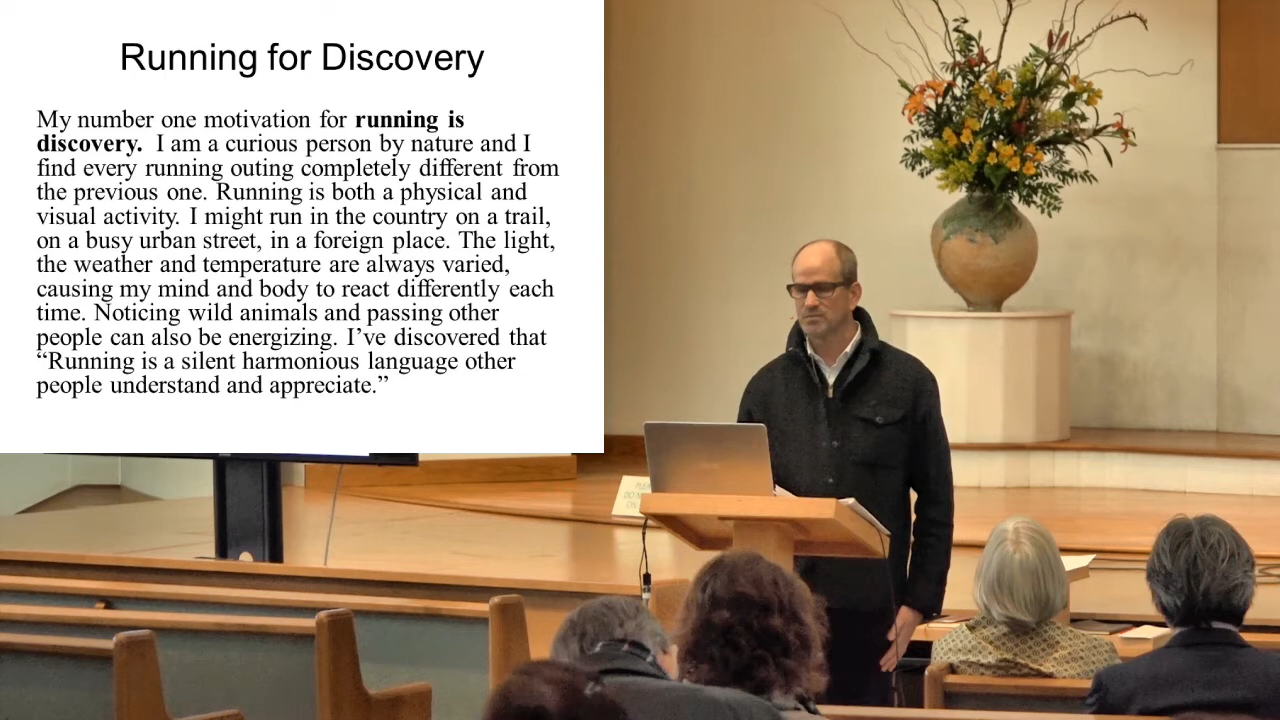 Running for Discovery
My number one motivation for running is
discovery. I am a curious person by nature and I
find every running outing completely different from
the previous one. Running is both a physical and
visual activity. I might run in the country on a trail,
on a busy urban street, in a foreign place. The light,
the weather and temperature are always varied,
causing my mind and body to react differently each
time. Noticing wild animals and passing other
people can also be energizing. I’ve discovered that
“Running is a silent harmonious language other
people understand and appreciate.”